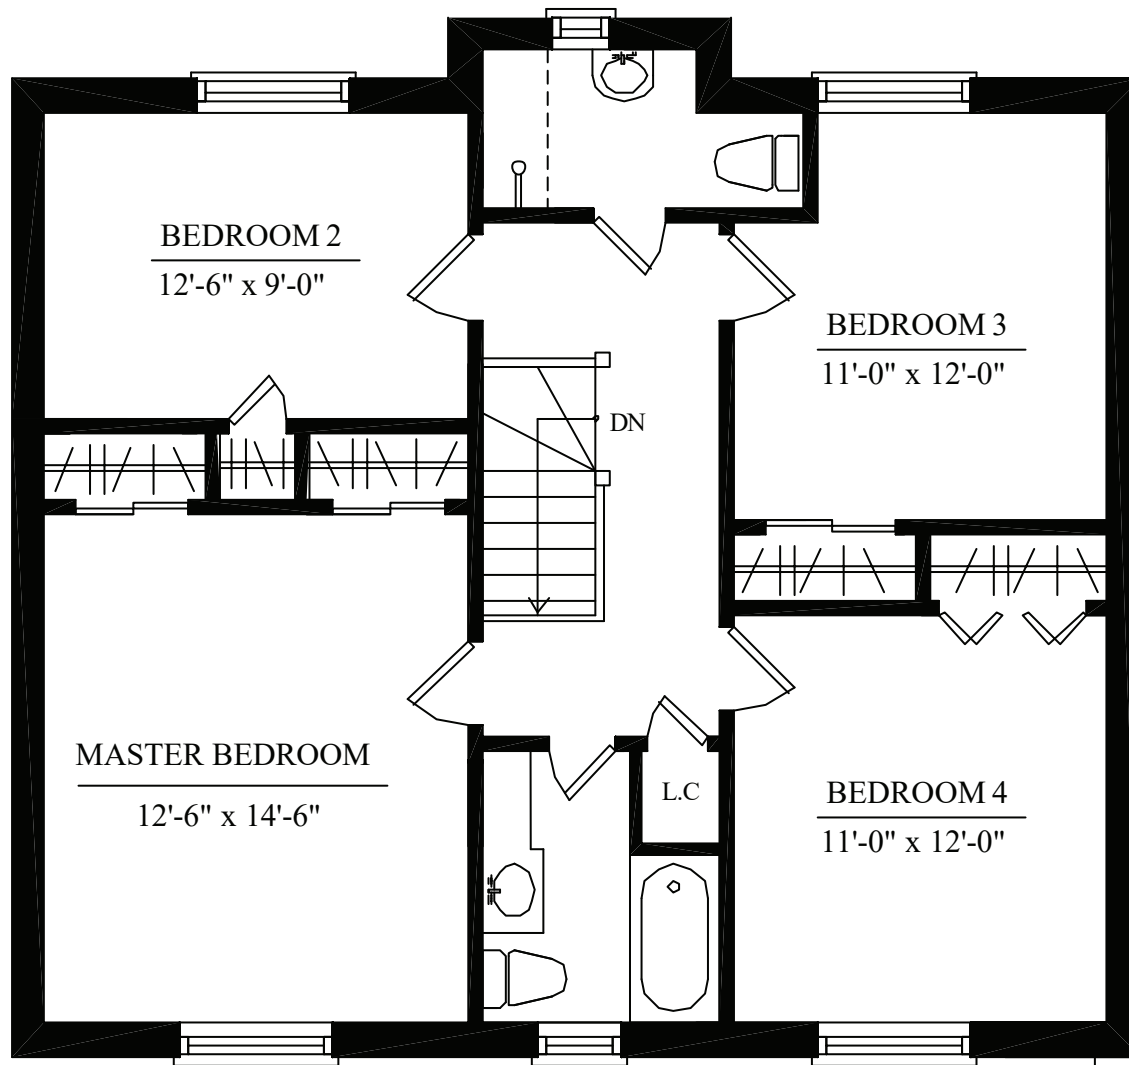 BEDROOM 2
12'-6" x 9'-0"
BEDROOM 3
11'-0" x 12'-0"
DN
MASTER BEDROOM
12'-6" x 14'-6"
L.C
BEDROOM 4
11'-0" x 12'-0"